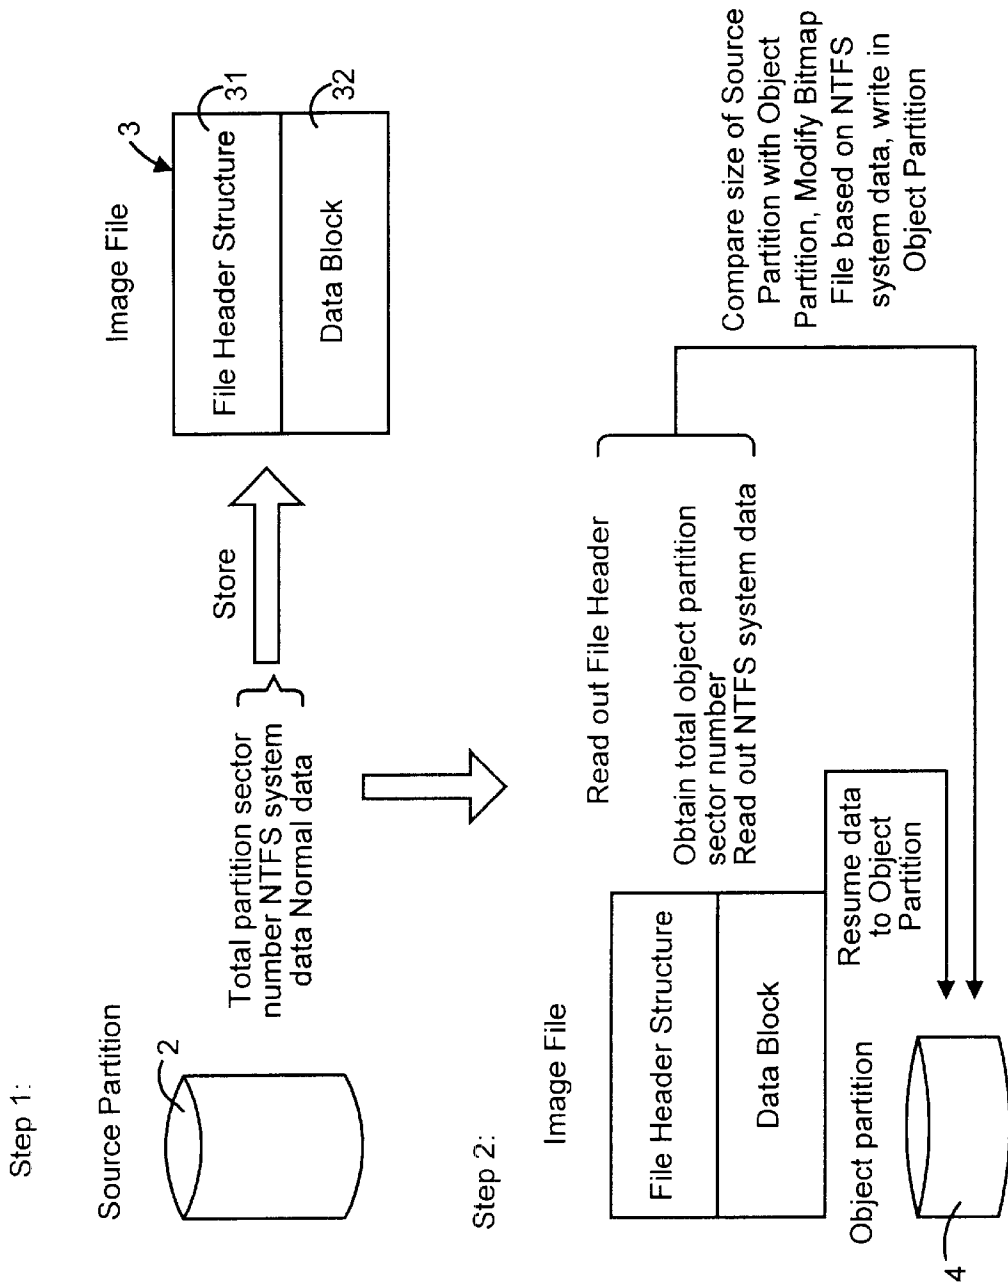 Step 1:
Source Partition
2
Total partition sector
number NTFS system
data Normal data
Store
Image File
3
File Header Structure
31
Data Block
32
Step 2:
Image File
File Header Structure
Data Block
Read out File Header
Obtain total object partition
sector number
Read out NTFS system data
Resume data
to Object
Partition
Compare size of Source
Partition with Object
Partition, Modify Bitmap
File based on NTFS
system data, write in
Object Partition
Object partition
4